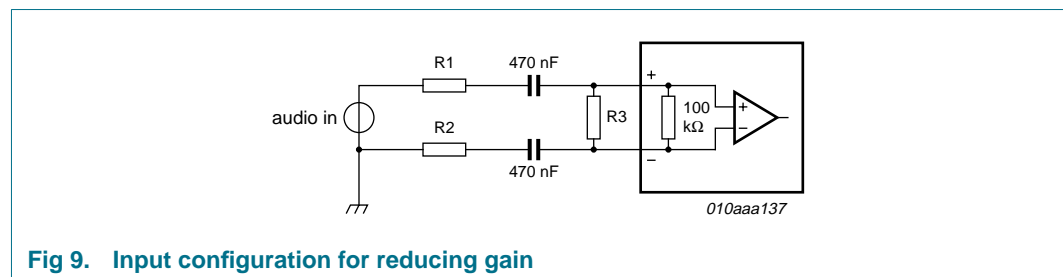 R1
470 nF
+
audio in
R3
100
kΩ
+
−
R2
−
470 nF
010aaa137
Fig 9. Input configuration for reducing gain